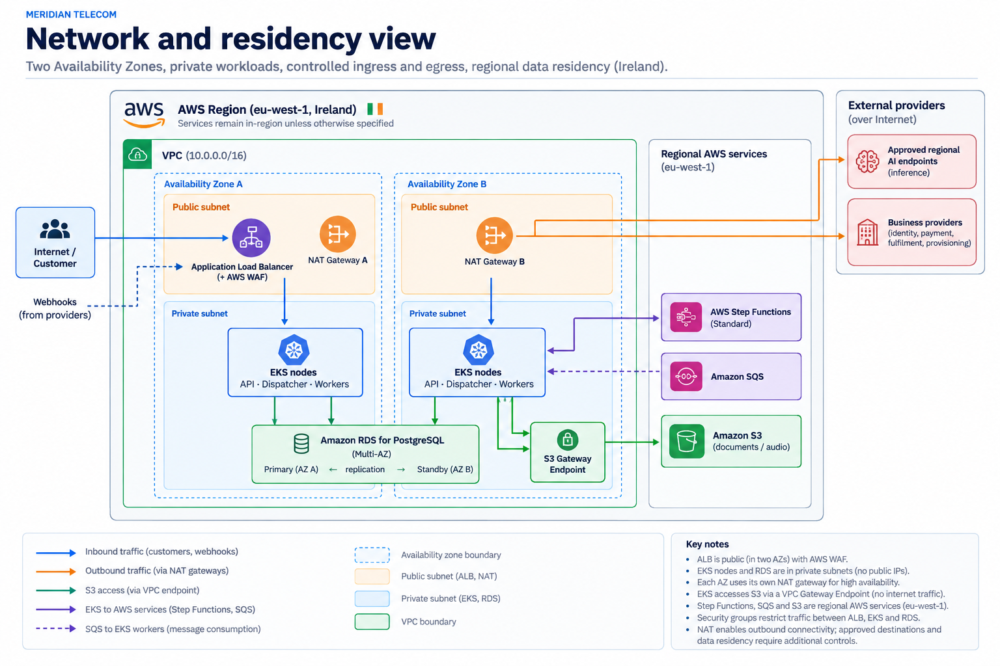 MERIDIAN TELECOM
Network and residency view
Two Availability Zones, private workloads, controlled ingress and egress, regional data residency (Ireland).
aws
AWS Region (eu-west-1, Ireland)
Services remain in-region unless otherwise specified
External providers
(over Internet)
Approved regional
AI endpoints
(inference)
Business providers
(identity, payment,
fulfilment, provisioning)
VPC (10.0.0.0/16)
Regional AWS services
(eu-west-1)
Availability Zone A
Public subnet
Application Load Balancer
(+ AWS WAF)
NAT Gateway A
Availability Zone B
Public subnet
NAT Gateway B
Internet /
Customer
Webhooks
(from providers)
Private subnet
EKS nodes
API · Dispatcher · Workers
Private subnet
EKS nodes
API · Dispatcher · Workers
AWS Step Functions
(Standard)
Amazon SQS
Amazon RDS for PostgreSQL
(Multi-AZ)
Primary (AZ A) ← replication → Standby (AZ B)
S3 Gateway
Endpoint
Amazon S3
(documents / audio)
Inbound traffic (customers, webhooks)
Outbound traffic (via NAT gateways)
S3 access (via VPC endpoint)
EKS to AWS services (Step Functions, SQS)
SQS to EKS workers (message consumption)
Availability zone boundary
Public subnet (ALB, NAT)
Private subnet (EKS, RDS)
VPC boundary
Key notes
• ALB is public (in two AZs) with AWS WAF.
• EKS nodes and RDS are in private subnets (no public IPs).
• Each AZ uses its own NAT gateway for high availability.
• EKS accesses S3 via a VPC Gateway Endpoint (no internet traffic).
• Step Functions, SQS and S3 are regional AWS services (eu-west-1).
• Security groups restrict traffic between ALB, EKS and RDS.
• NAT enables outbound connectivity; approved destinations and
data residency require additional controls.